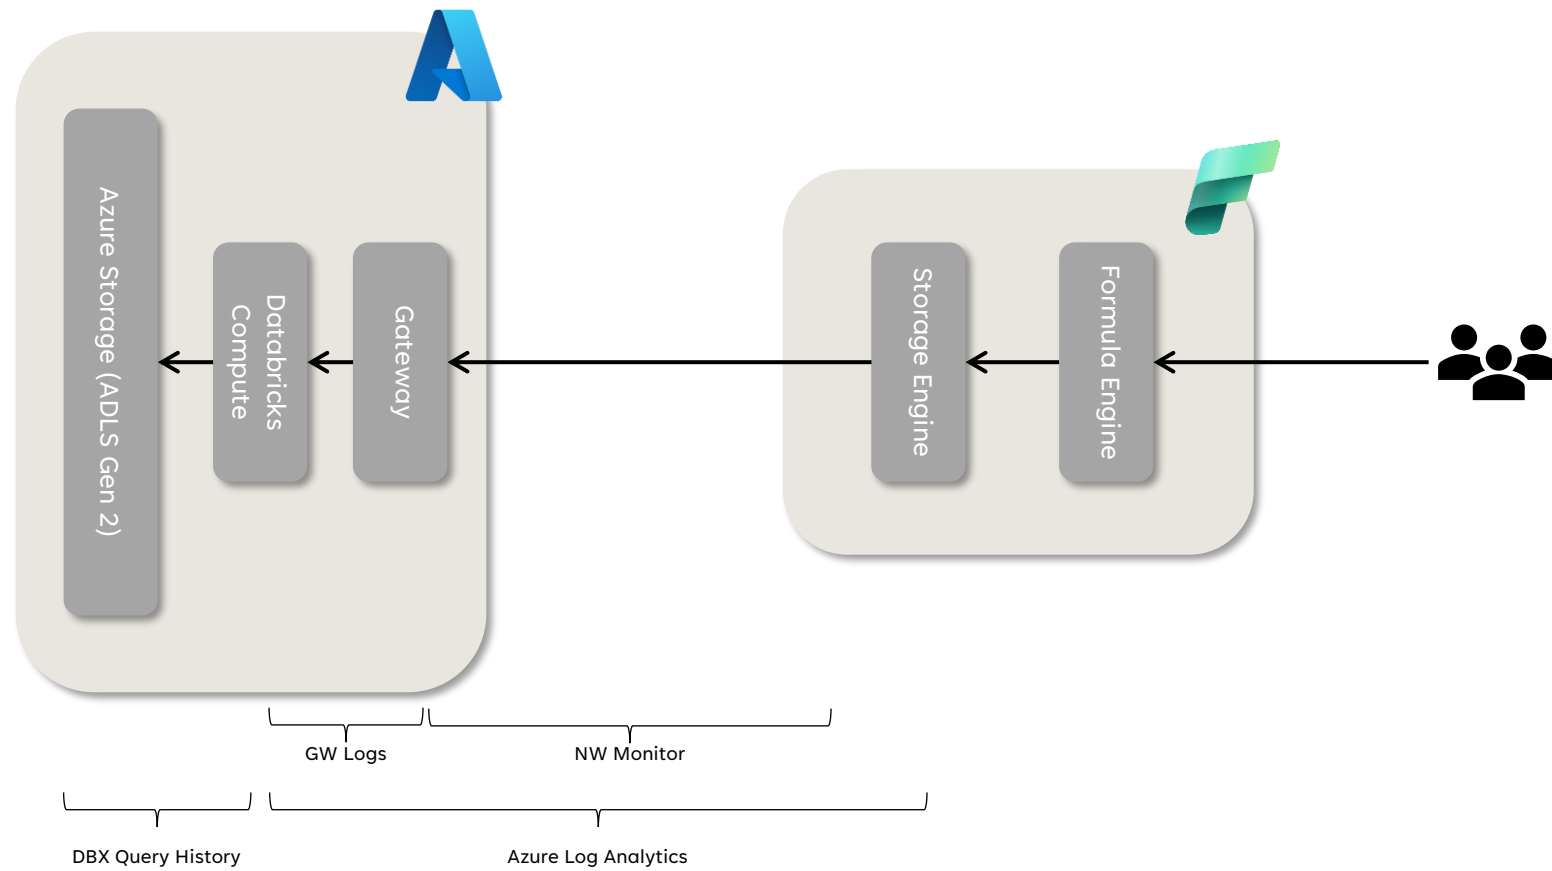 Azure Storage (ADLS Gen 2)
Databricks
Compute
Gateway
Storage Engine
Formula Engine
GW Logs
NW Monitor
DBX Query History
Azure Log Analytics